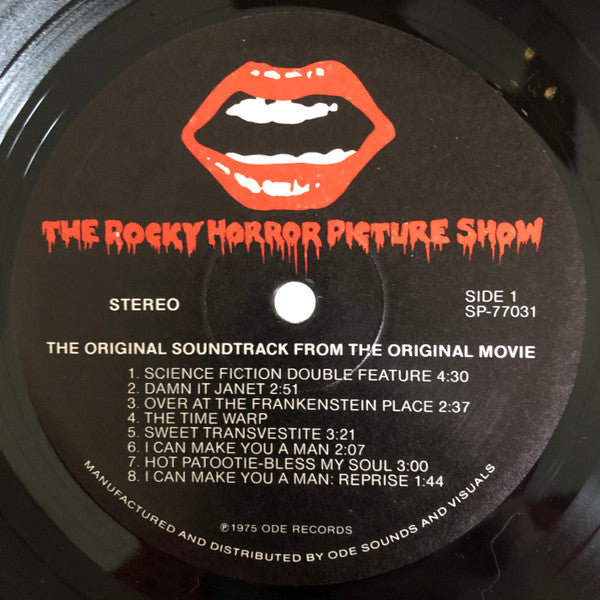 THE ROCKY HORROR PICTURE SHOW
STEREO
SIDE 1
SP-77031
THE ORIGINAL SOUNDTRACK FROM THE ORIGINAL MOVIE
1. SCIENCE FICTION DOUBLE FEATURE 4:30
2. DAMN IT JANET 2:51
3. OVER AT THE FRANKENSTEIN PLACE 2:37
4. THE TIME WARP
5. SWEET TRANSVESTITE 3:21
6. I CAN MAKE YOU A MAN 2:07
7. HOT PATOOTIE-BLESS MY SOUL 3:00
8. I CAN MAKE YOU A MAN: REPRISE 1:44
℗1975 ODE RECORDS
MANUFACTURED AND DISTRIBUTED BY ODE SOUNDS AND VISUALS